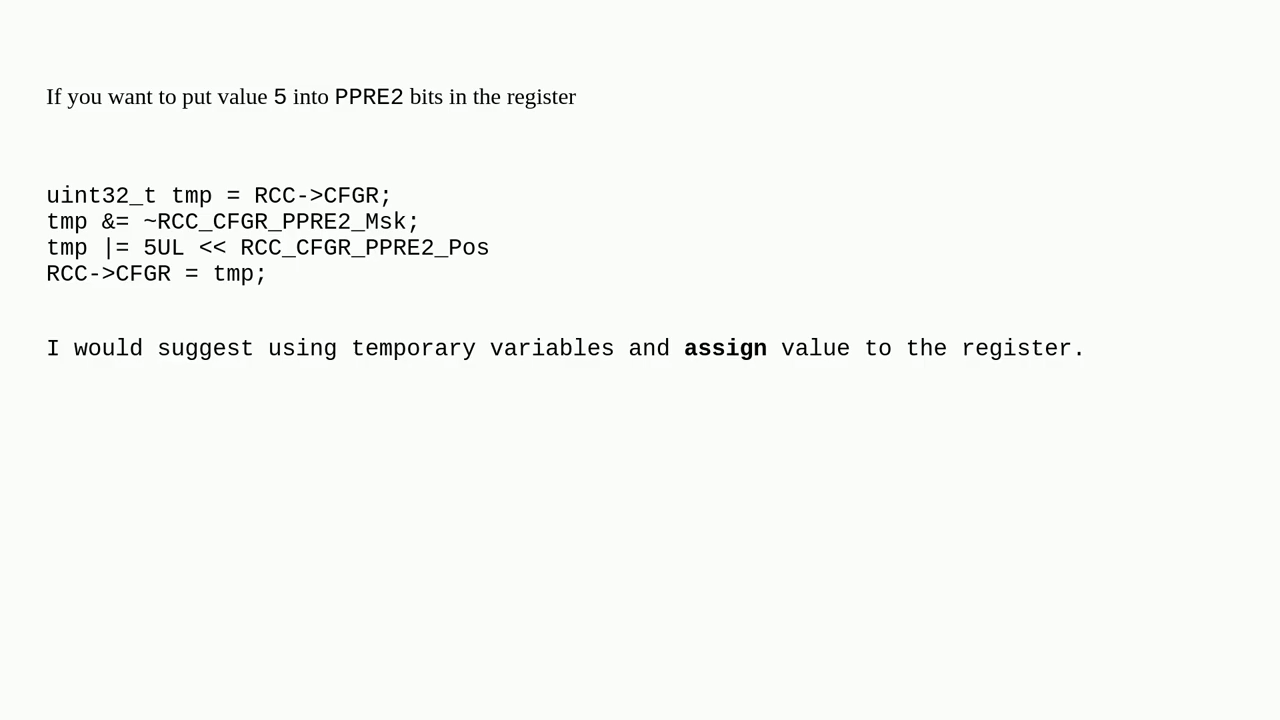 If you want to put value 5 into PPRE2 bits in the register
uint32_t tmp = RCC->CFGR;
tmp &= ~RCC_CFGR_PPRE2_Msk;
tmp |= 5UL << RCC_CFGR_PPRE2_Pos
RCC->CFGR = tmp;
I would suggest using temporary variables and assign value to the register.